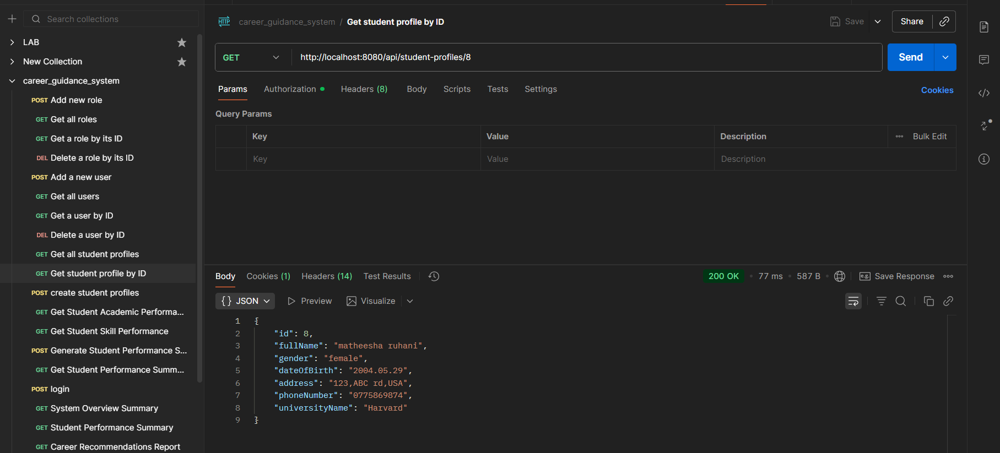 Search collections
LAB
New Collection
career_guidance_system
POST Add new role
GET Get all roles
GET Get a role by its ID
DEL Delete a role by its ID
POST Add a new user
GET Get all users
GET Get a user by ID
DEL Delete a user by ID
GET Get all student profiles
GET Get student profile by ID
POST create student profiles
GET Get Student Academic Performa...
GET Get Student Skill Performance
POST Generate Student Performance S...
GET Get Student Performance Summ...
POST login
GET System Overview Summary
GET Student Performance Summary
GET Career Recommendations Report
HTTP career_guidance_system / Get student profile by ID
Save
Share
GET http://localhost:8080/api/student-profiles/8
Send
Params Authorization Headers (8) Body Scripts Tests Settings
Cookies
Query Params
Key Value Description Bulk Edit
Key Value Description
Body Cookies (1) Headers (14) Test Results
200 OK • 77 ms • 587 B
e.g. Save Response
{} JSON Preview Visualize
1 {
2 "id": 8,
3 "fullName": "matheesha ruhani",
4 "gender": "female",
5 "dateOfBirth": "2004.05.29",
6 "address": "123,ABC rd,USA",
7 "phoneNumber": "0775869874",
8 "universityName": "Harvard"
9 }